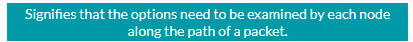 Signifies that the options need to be examined by each node
along the path of a packet.